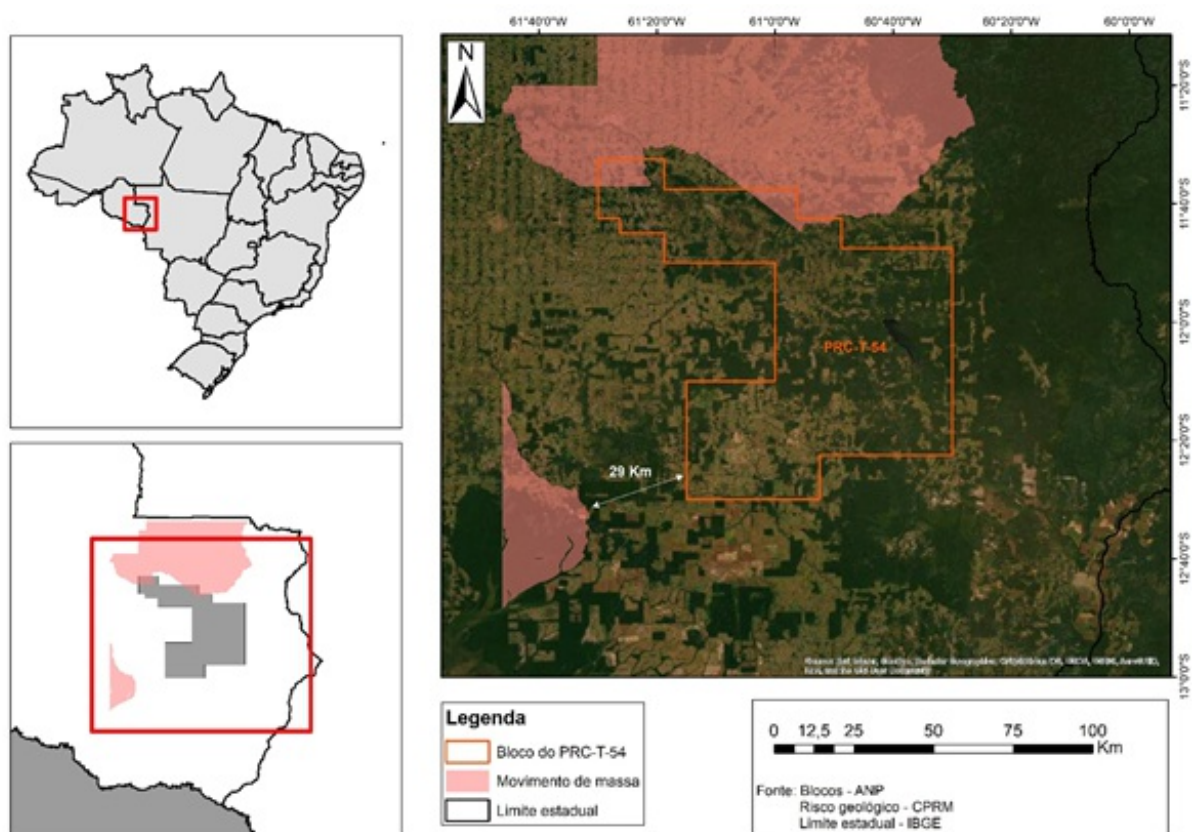 61°40'0"W 61°20'0"W 61°0'0"W 60°40'0"W 60°20'0"W 60°0'0"W
N
11°20'0"S
11°40'0"S
12°0'0"S
12°20'0"S
12°40'0"S
13°0'0"S
PRC-T-54
29 Km
Legenda
Bloco do PRC-T-54
Movimento de massa
Limite estadual
0 12,5 25 50 75 100
Km
Fonte: Blocos - ANP
Risco geológico - CPRM
Limite estadual - IBGE